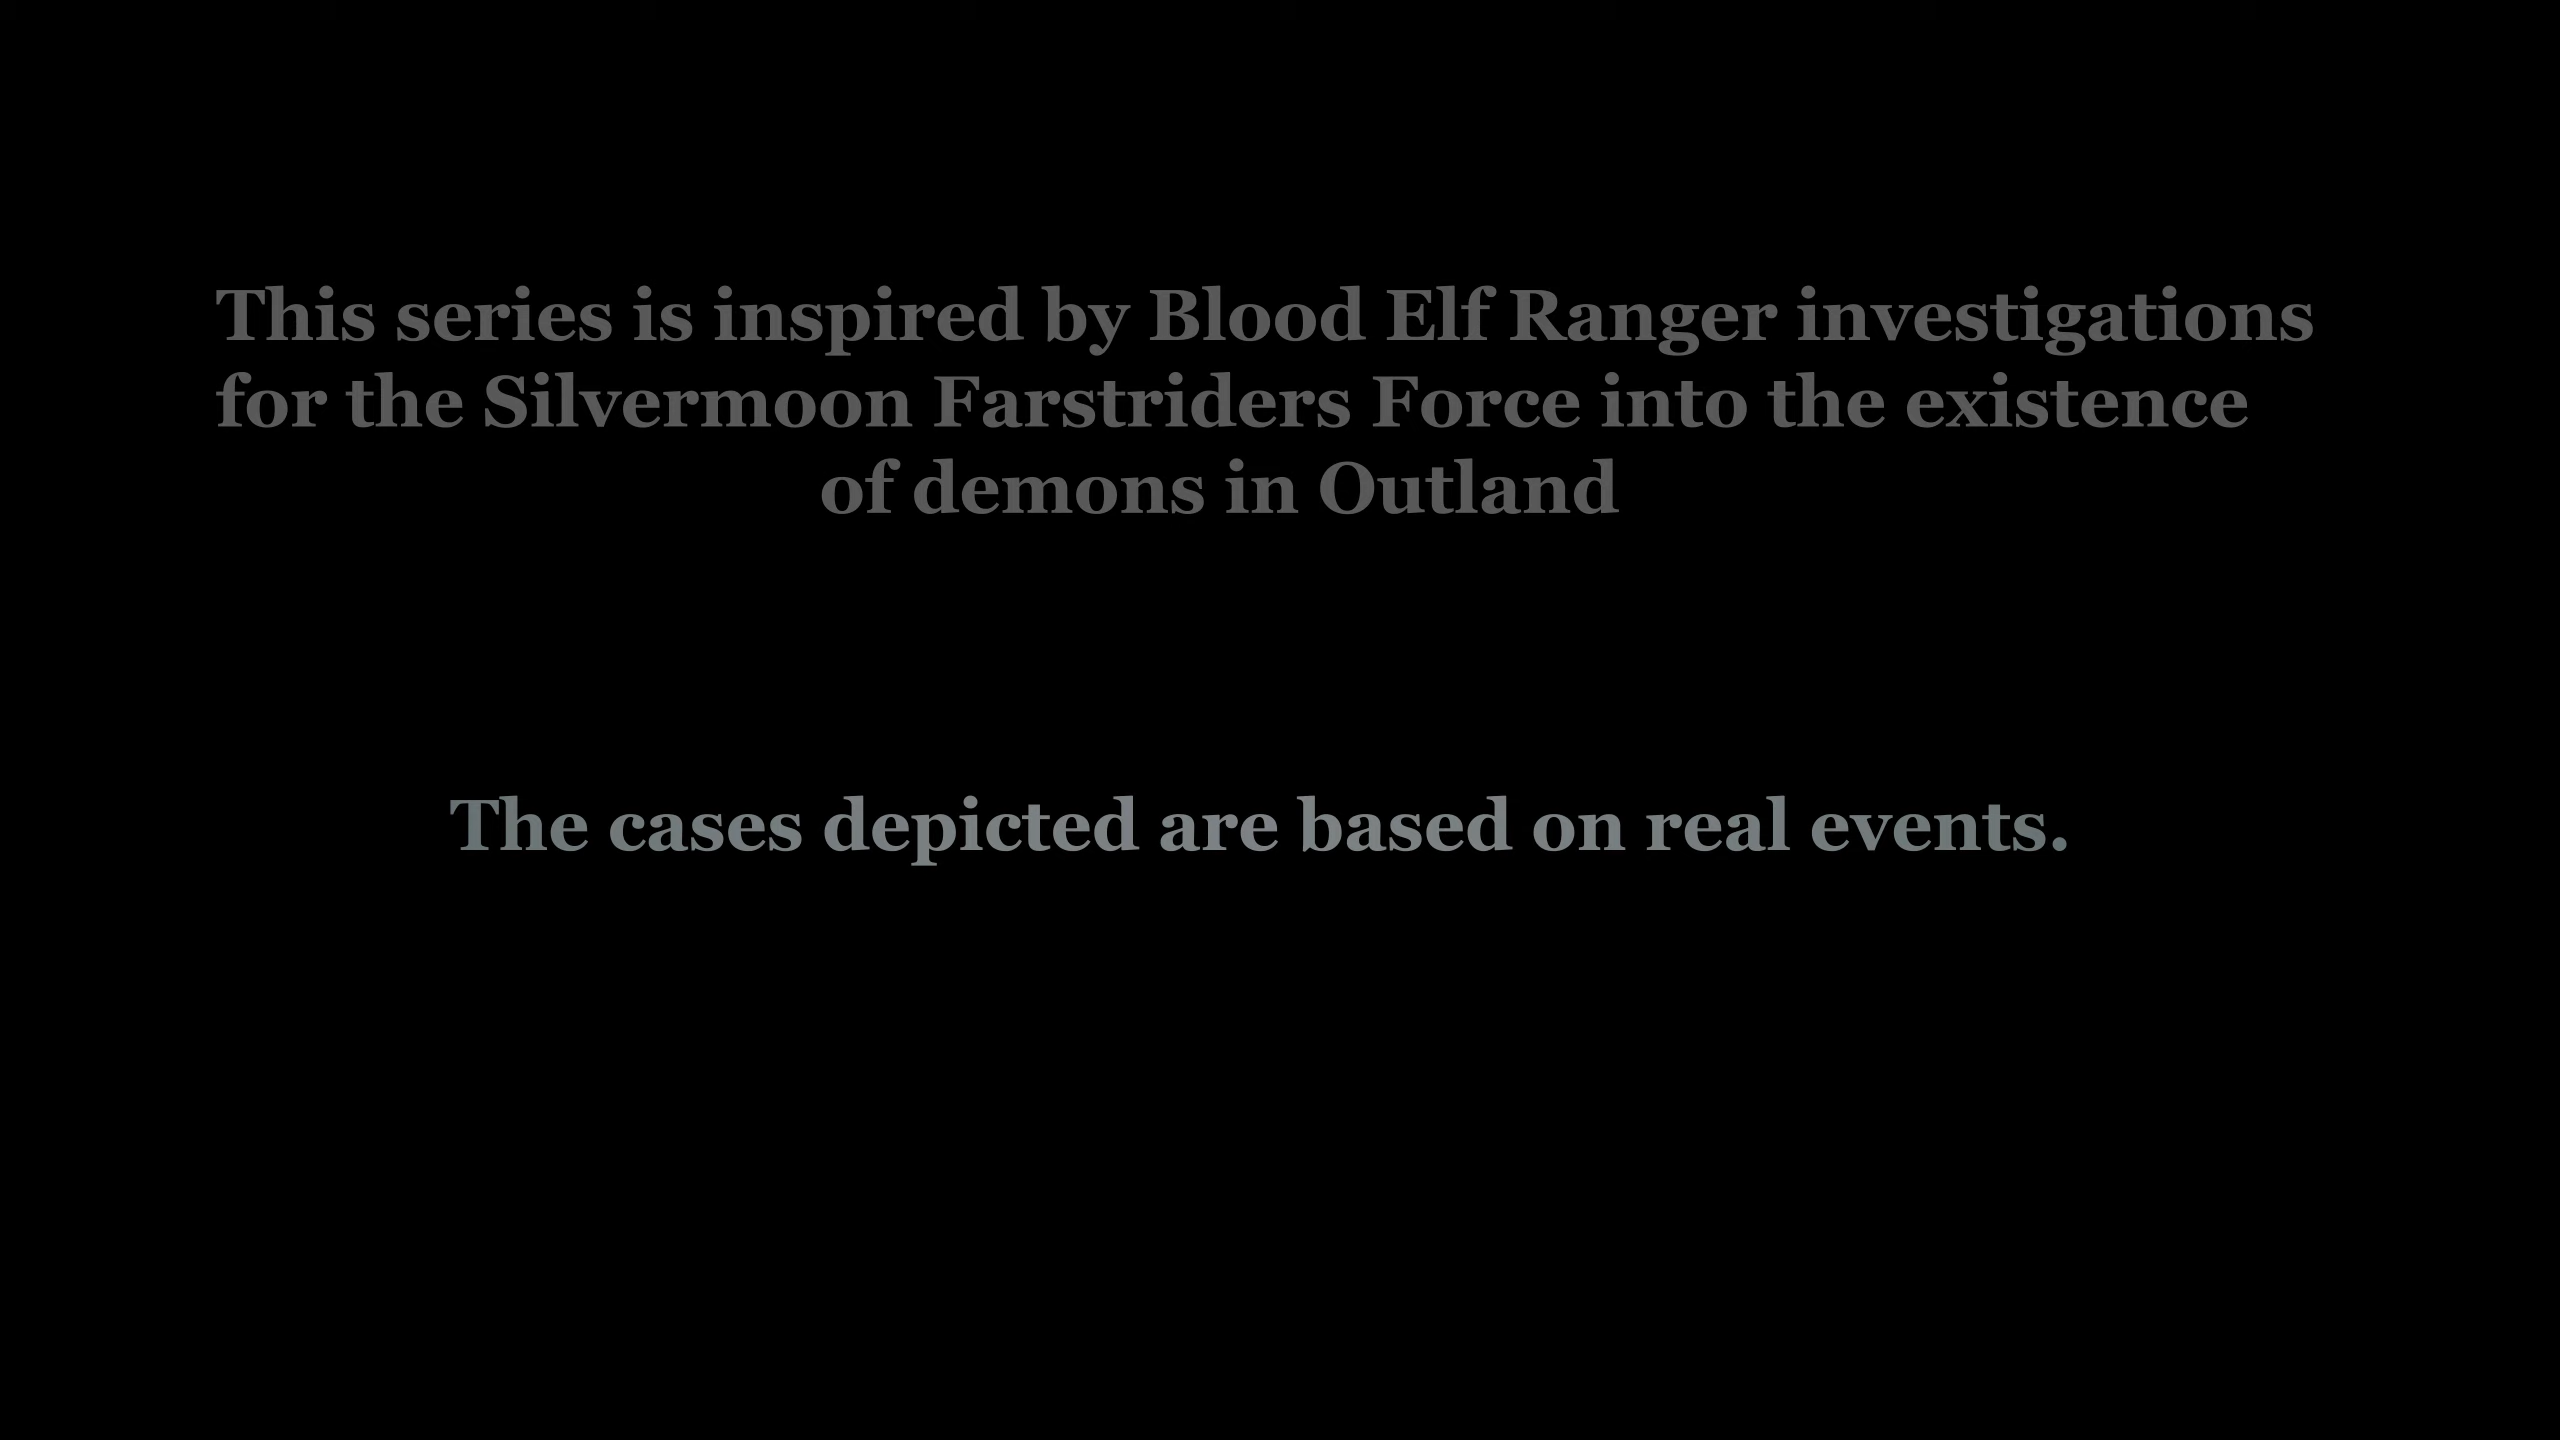 This series is inspired by Blood Elf Ranger investigations
for the Silvermoon Farstriders Force into the existence
of demons in Outland
The cases depicted are based on real events.